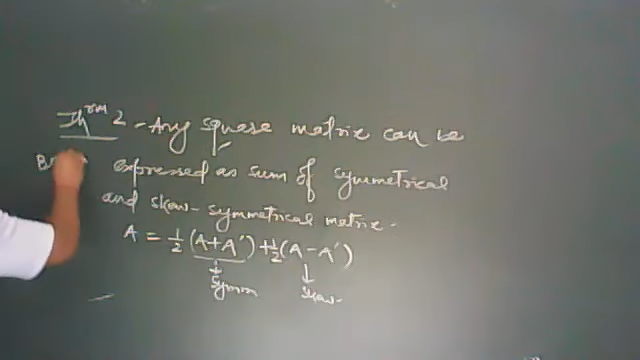 Th^rm 2 - Any square matrix can be
expressed as sum of symmetrical
and skew-symmetrical matrix.
A = 1/2 (A+A') + 1/2 (A-A')
↓ ↓
symm skew-